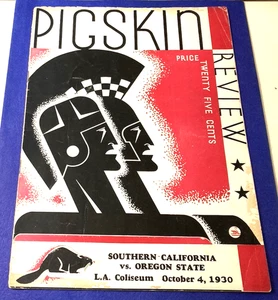 PIGSKIN
REVIEW
PRICE
TWENTY FIVE CENTS
SOUTHERN CALIFORNIA
vs. OREGON STATE
L.A. Coliseum October 4, 1930